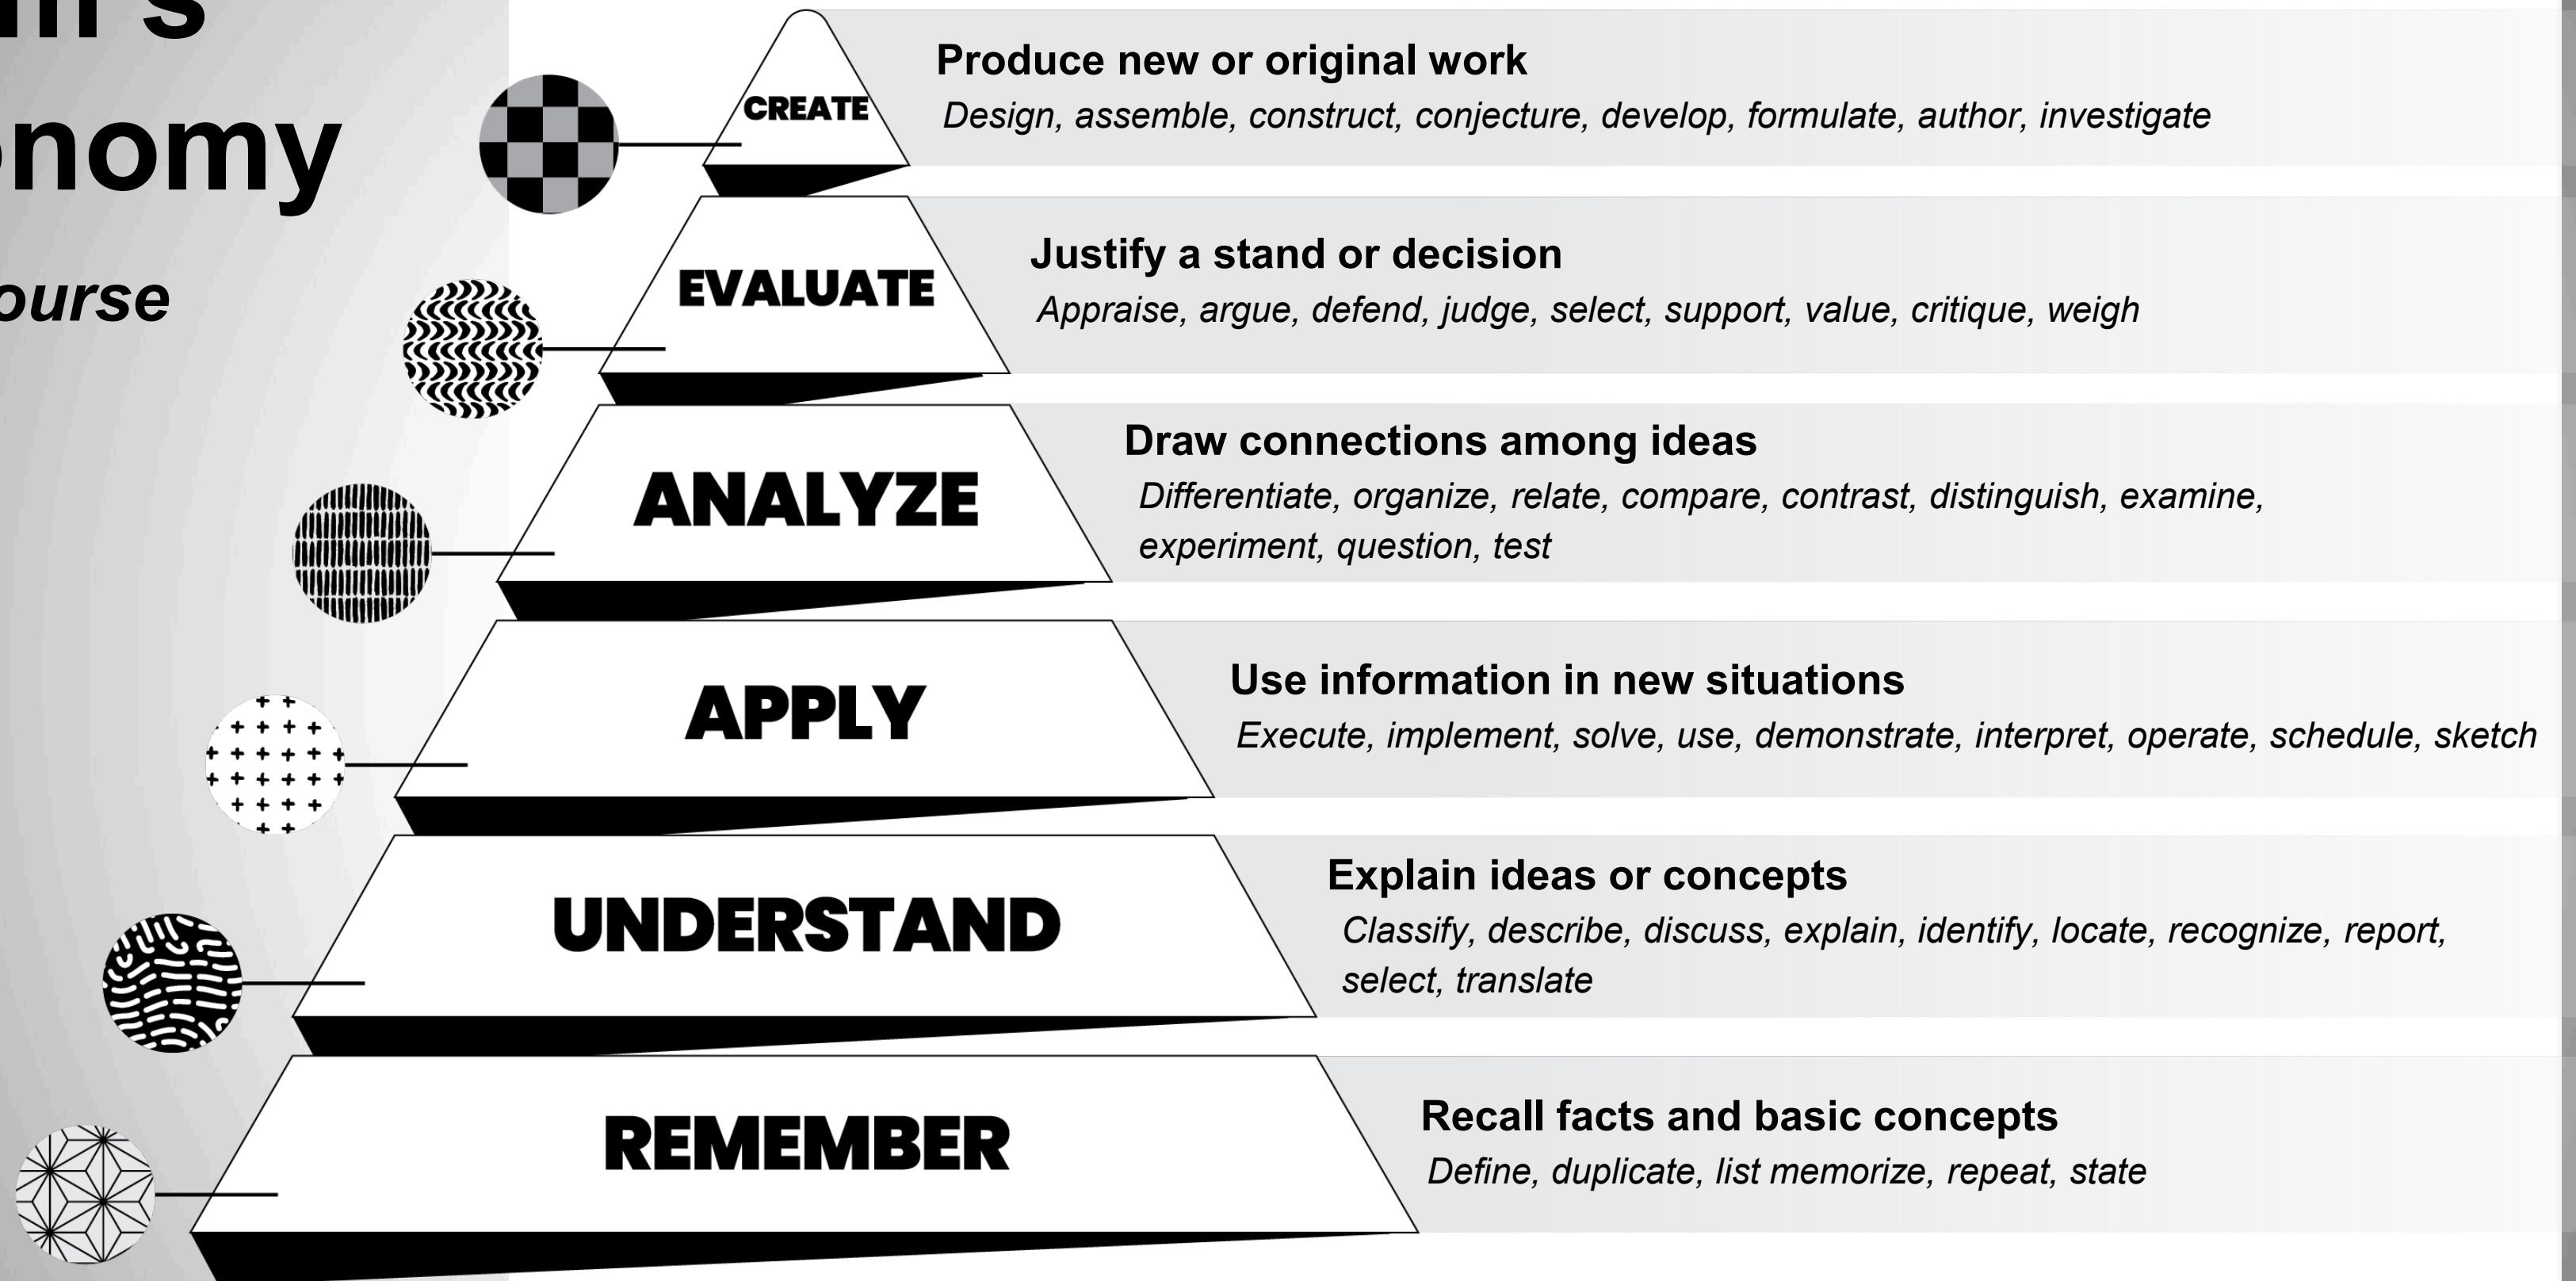 nomy
ourse
CREATE
Produce new or original work
Design, assemble, construct, conjecture, develop, formulate, author, investigate
EVALUATE
Justify a stand or decision
Appraise, argue, defend, judge, select, support, value, critique, weigh
ANALYZE
Draw connections among ideas
Differentiate, organize, relate, compare, contrast, distinguish, examine,
experiment, question, test
APPLY
Use information in new situations
Execute, implement, solve, use, demonstrate, interpret, operate, schedule, sketch
UNDERSTAND
Explain ideas or concepts
Classify, describe, discuss, explain, identify, locate, recognize, report,
select, translate
REMEMBER
Recall facts and basic concepts
Define, duplicate, list memorize, repeat, state